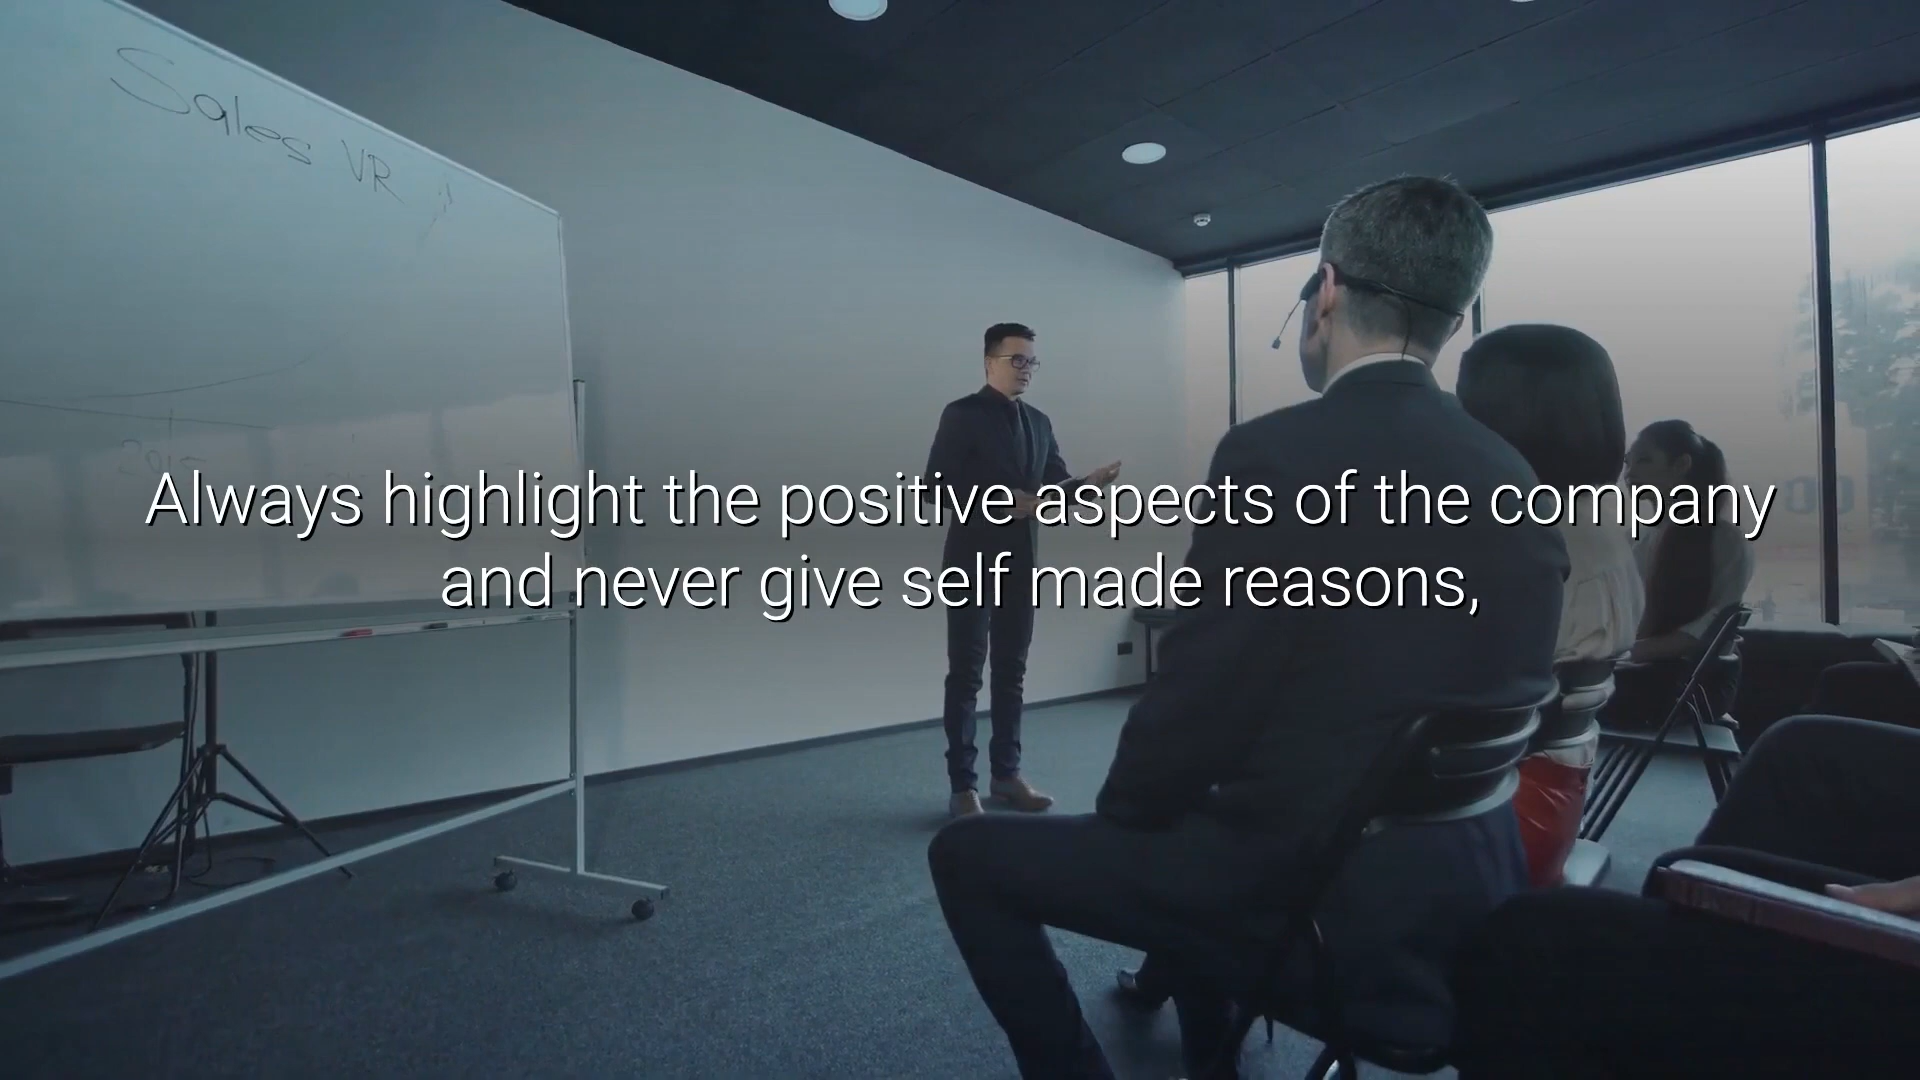 Sales VR
Always highlight the positive aspects of the company
and never give self made reasons,